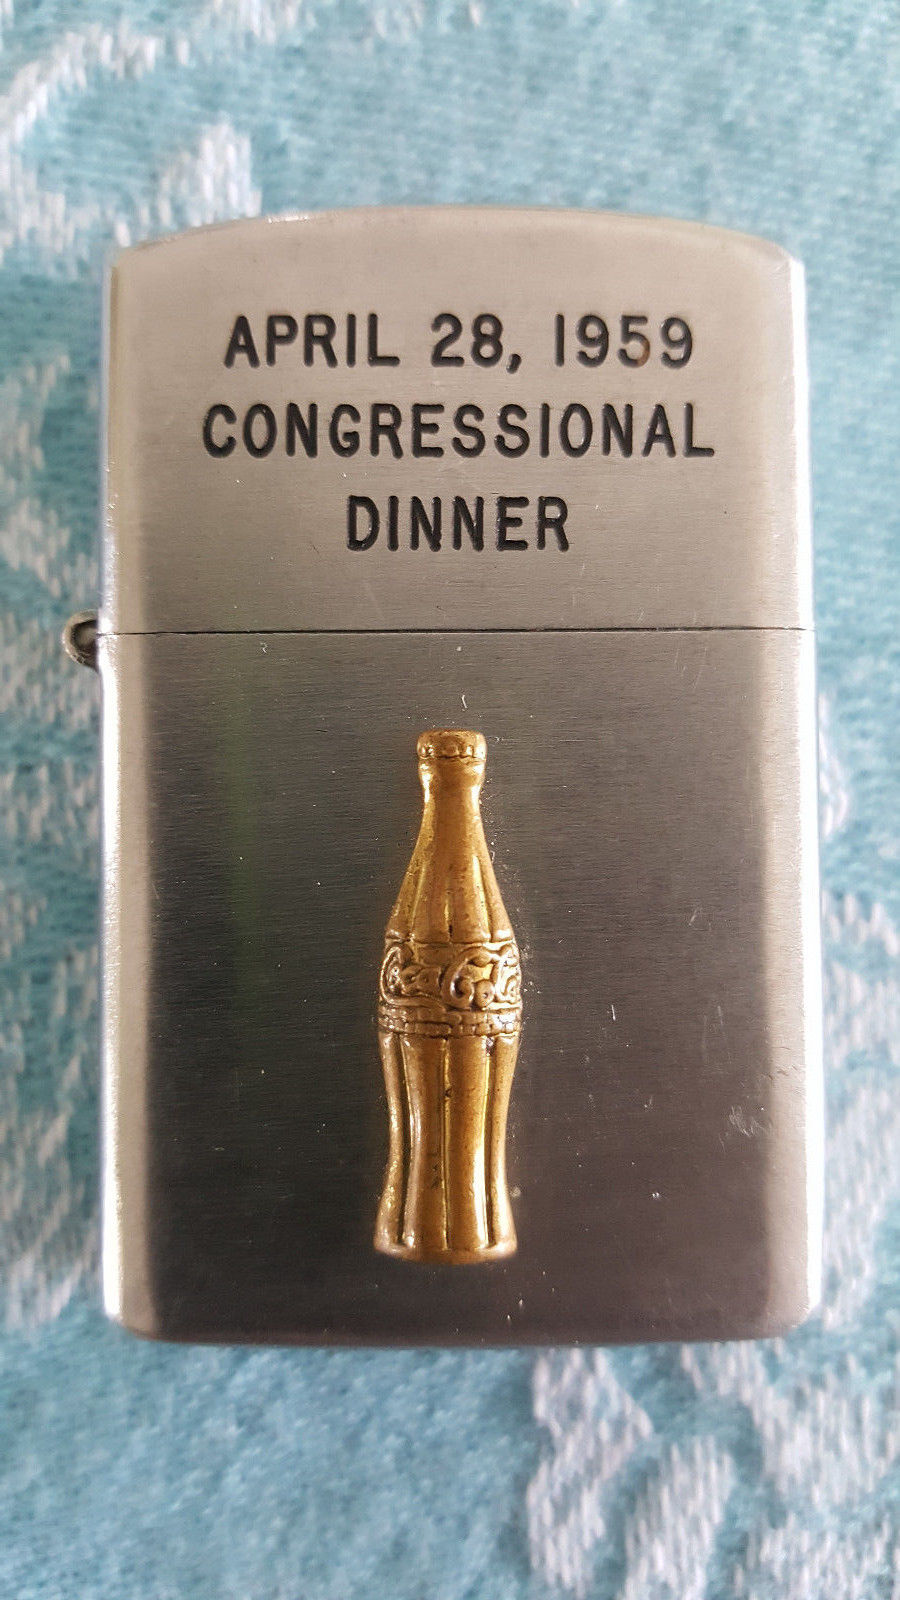 APRIL 28, 1959
CONGRESSIONAL
DINNER
Coca-Cola